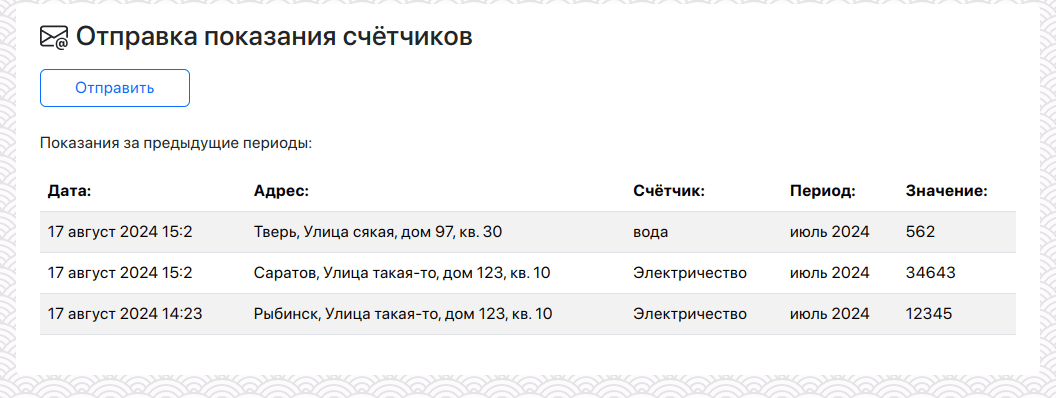 Отправка показания счётчиков
Отправить
Показания за предыдущие периоды:
Дата: Адрес: Счётчик: Период: Значение:
17 август 2024 15:2 Тверь, Улица сякая, дом 97, кв. 30 вода июль 2024 562
17 август 2024 15:2 Саратов, Улица такая-то, дом 123, кв. 10 Электричество июль 2024 34643
17 август 2024 14:23 Рыбинск, Улица такая-то, дом 123, кв. 10 Электричество июль 2024 12345